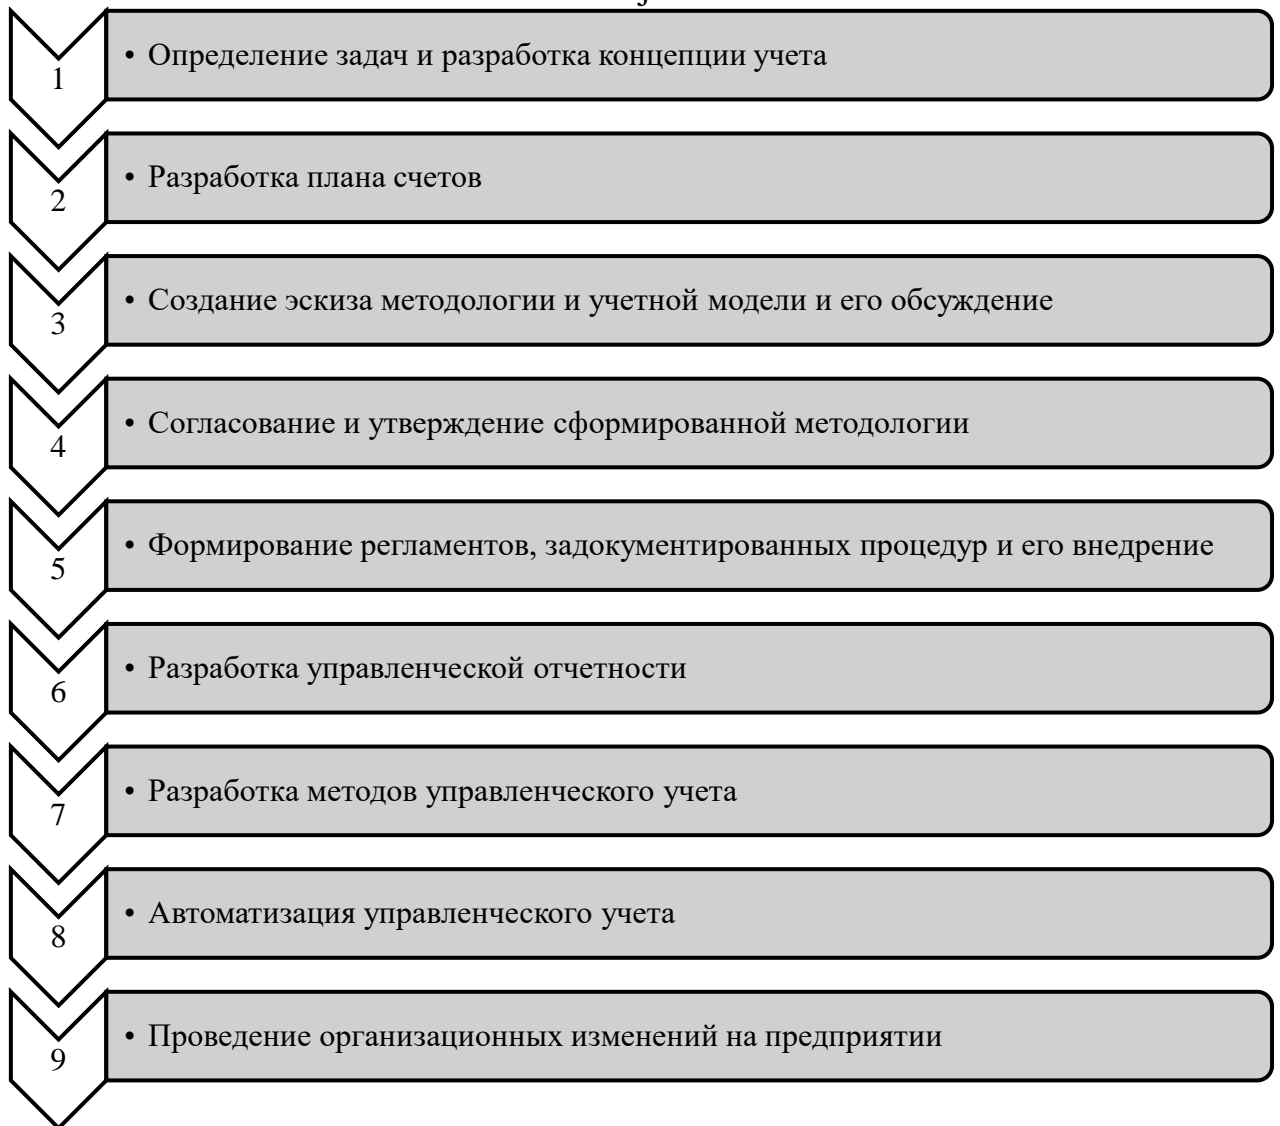 1
• Определение задач и разработка концепции учета
2
• Разработка плана счетов
3
• Создание эскиза методологии и учетной модели и его обсуждение
4
• Согласование и утверждение сформированной методологии
5
• Формирование регламентов, задокументированных процедур и его внедрение
6
• Разработка управленческой отчетности
7
• Разработка методов управленческого учета
8
• Автоматизация управленческого учета
9
• Проведение организационных изменений на предприятии